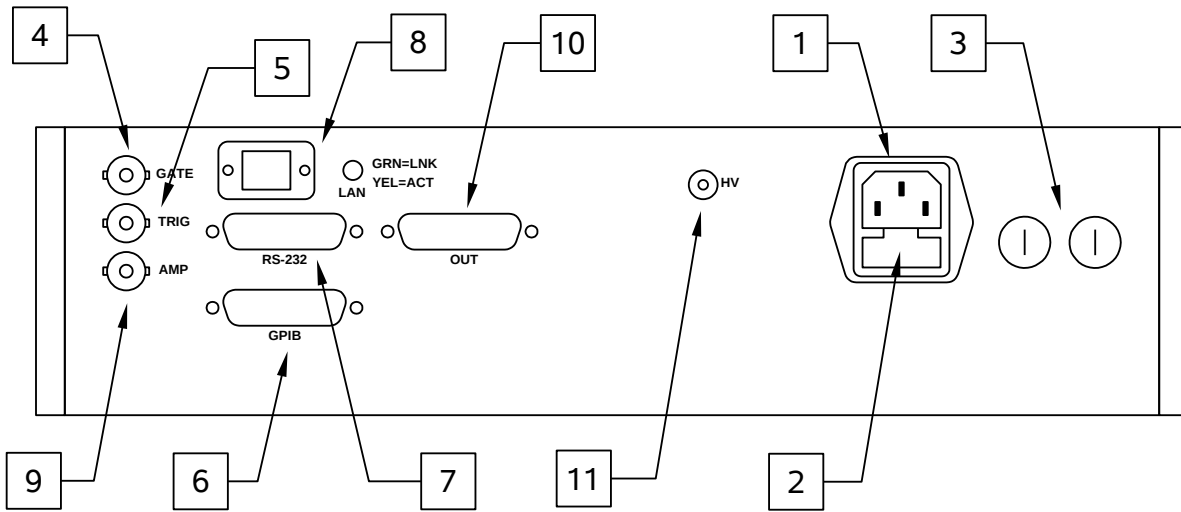 4
5
8
10
1
3
GATE
TRIG
AMP
GRN=LNK
YEL=ACT
LAN
RS-232
OUT
GPIB
HV
9
6
7
11
2